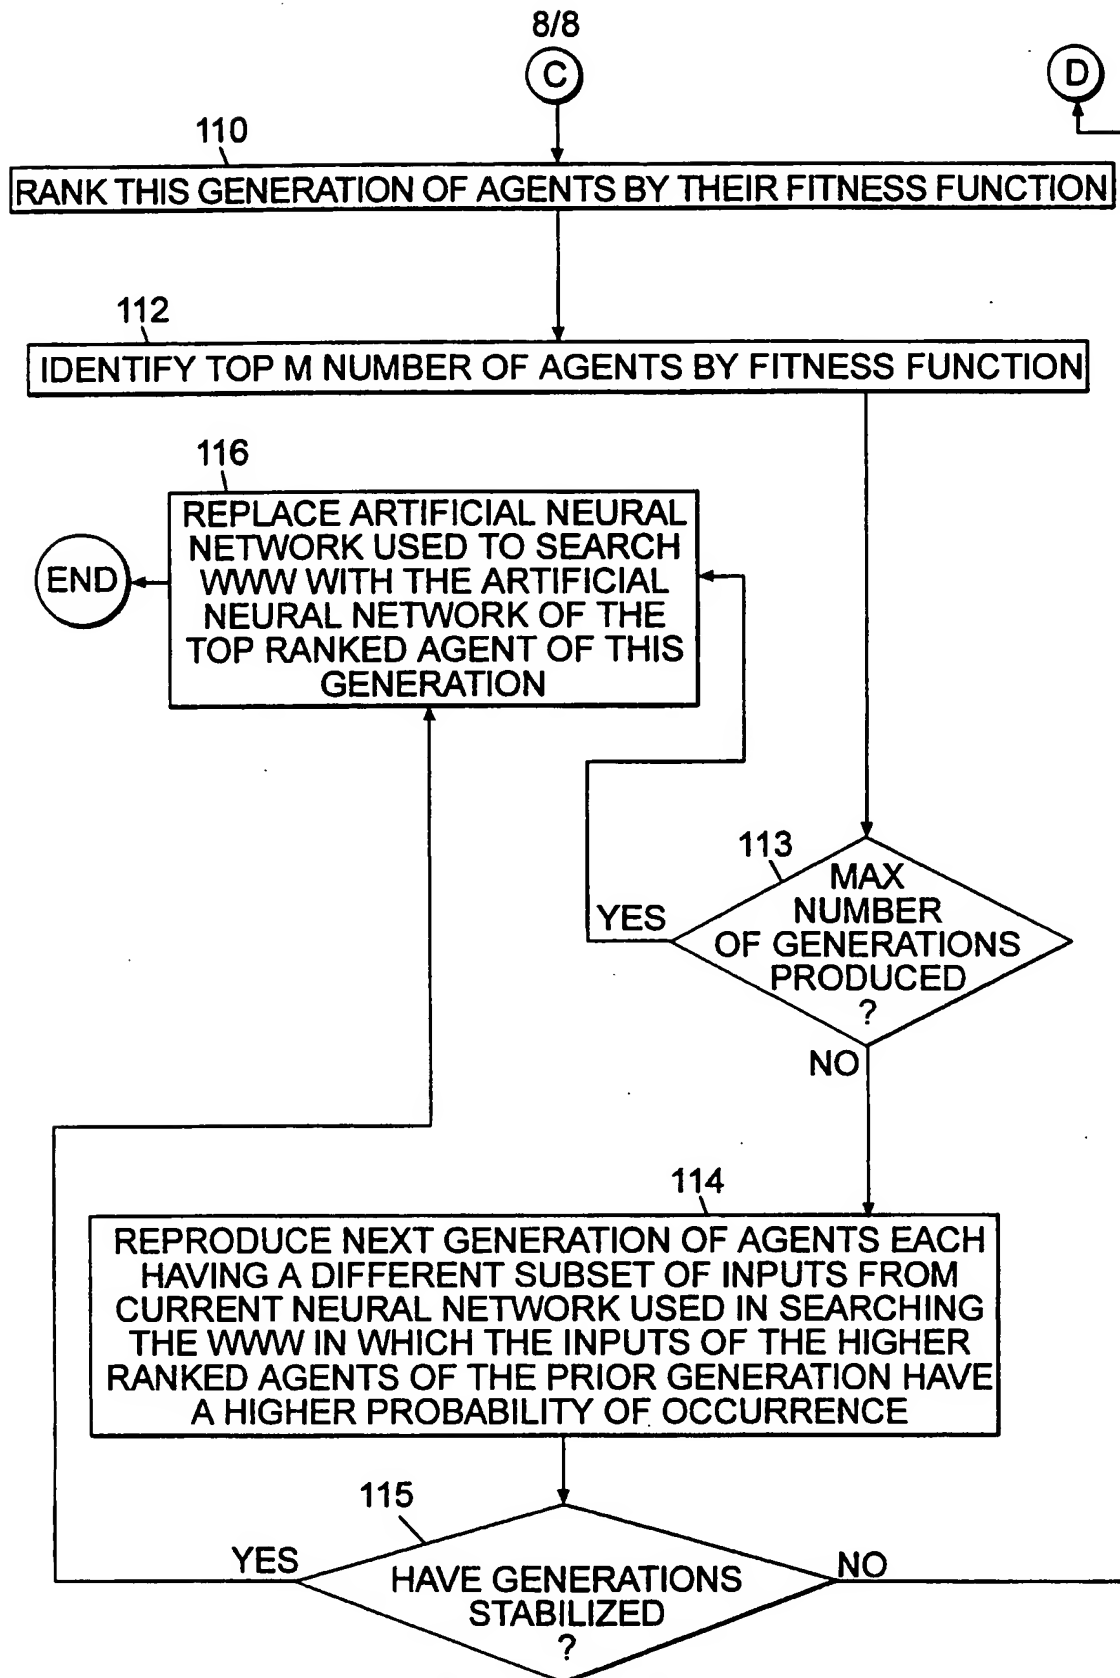 8/8
C
D
110
RANK THIS GENERATION OF AGENTS BY THEIR FITNESS FUNCTION
112
IDENTIFY TOP M NUMBER OF AGENTS BY FITNESS FUNCTION
116
REPLACE ARTIFICIAL NEURAL
NETWORK USED TO SEARCH
WWW WITH THE ARTIFICIAL
NEURAL NETWORK OF THE
TOP RANKED AGENT OF THIS
GENERATION
END
113
MAX
NUMBER
OF GENERATIONS
PRODUCED
?
YES
NO
114
REPRODUCE NEXT GENERATION OF AGENTS EACH
HAVING A DIFFERENT SUBSET OF INPUTS FROM
CURRENT NEURAL NETWORK USED IN SEARCHING
THE WWW IN WHICH THE INPUTS OF THE HIGHER
RANKED AGENTS OF THE PRIOR GENERATION HAVE
A HIGHER PROBABILITY OF OCCURRENCE
115
YES
HAVE GENERATIONS
STABILIZED
?
NO